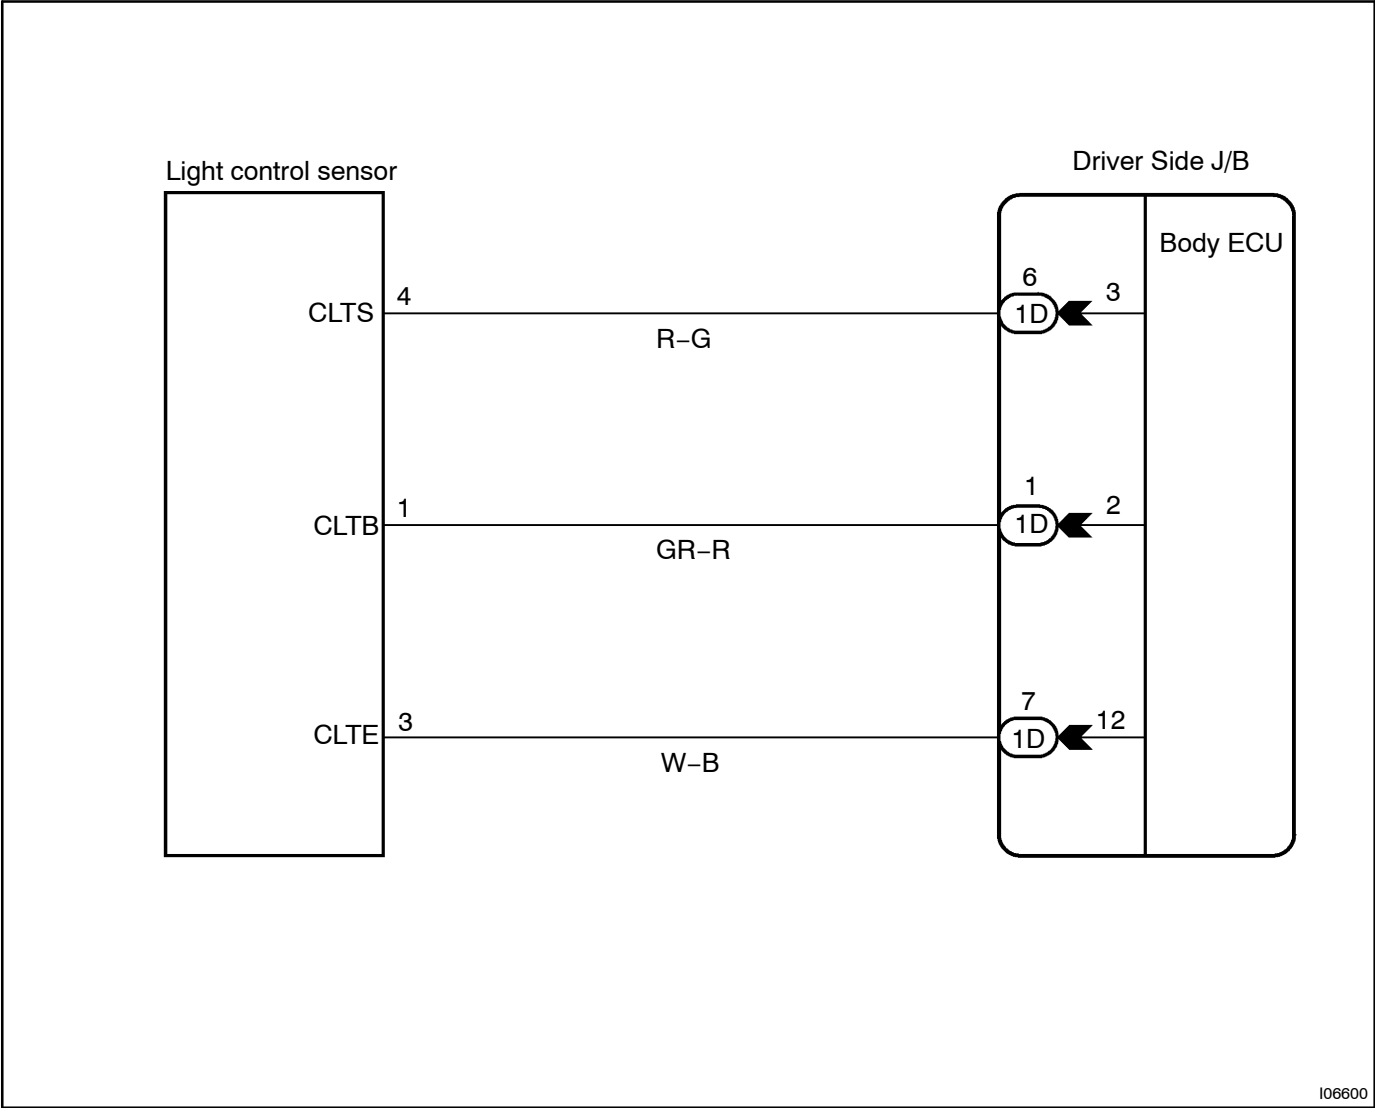 Driver Side J/B
Light control sensor
Body ECU
6
CLTS 4 1D 3
R–G
1
CLTB 1 1D 2
GR–R
7
CLTE 3 1D 12
W–B
I06600